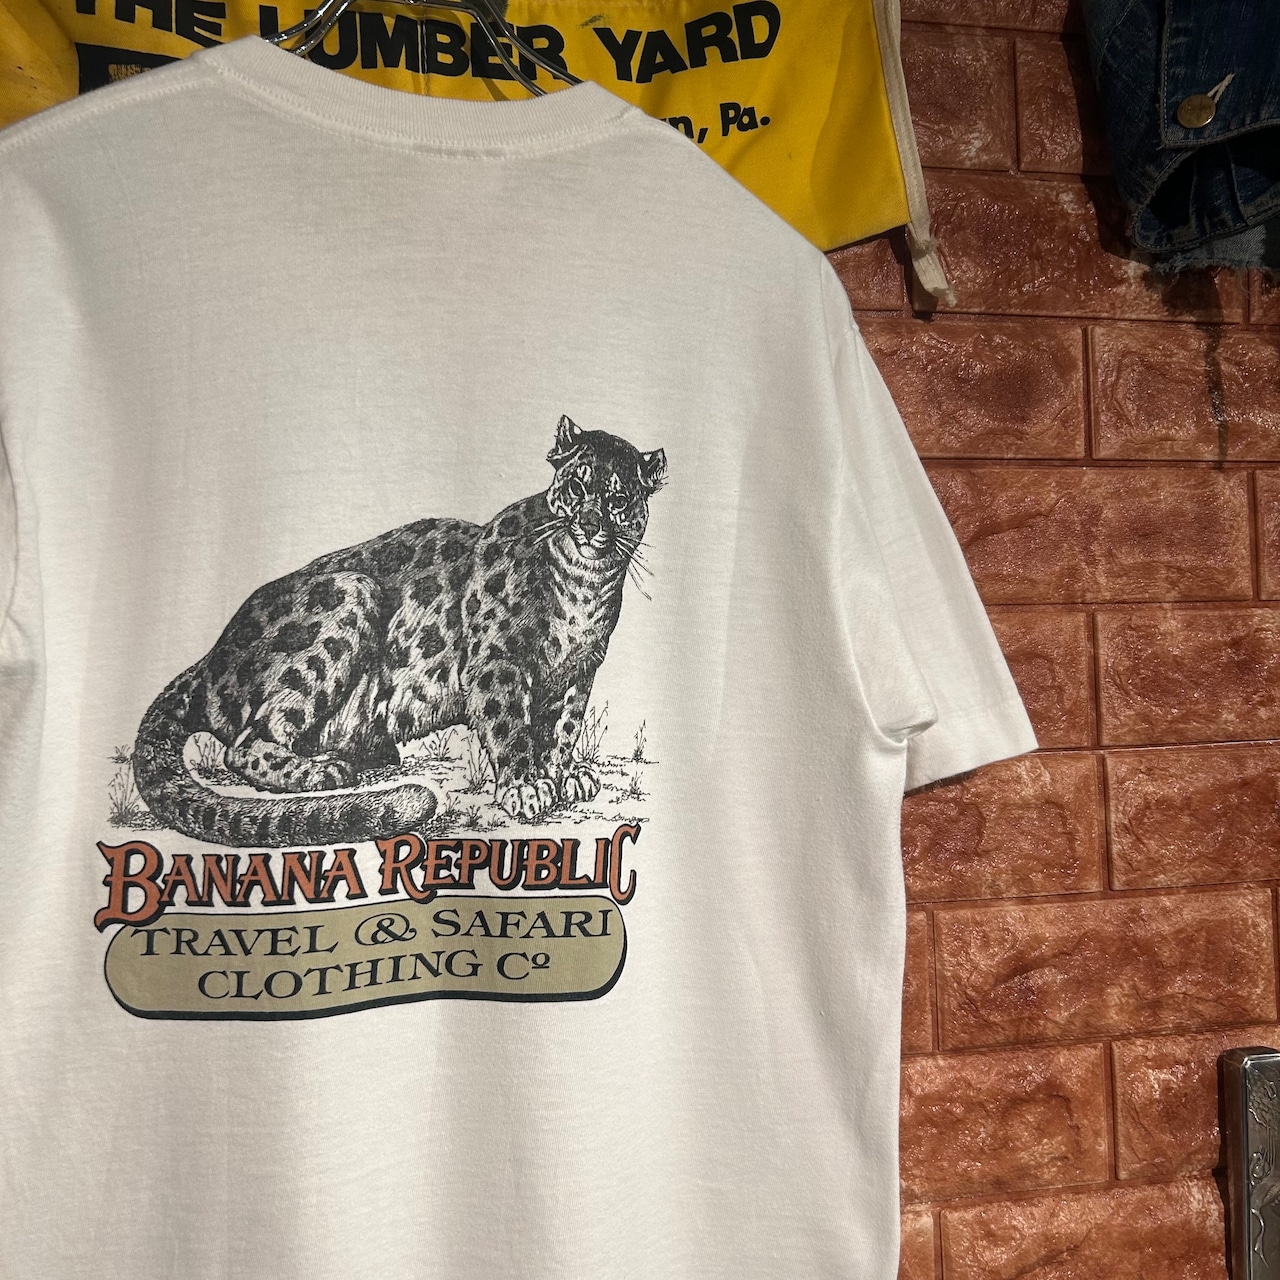 THE LUMBER YARD
n, Pa.
BANANA REPUBLIC
TRAVEL & SAFARI
CLOTHING Cº